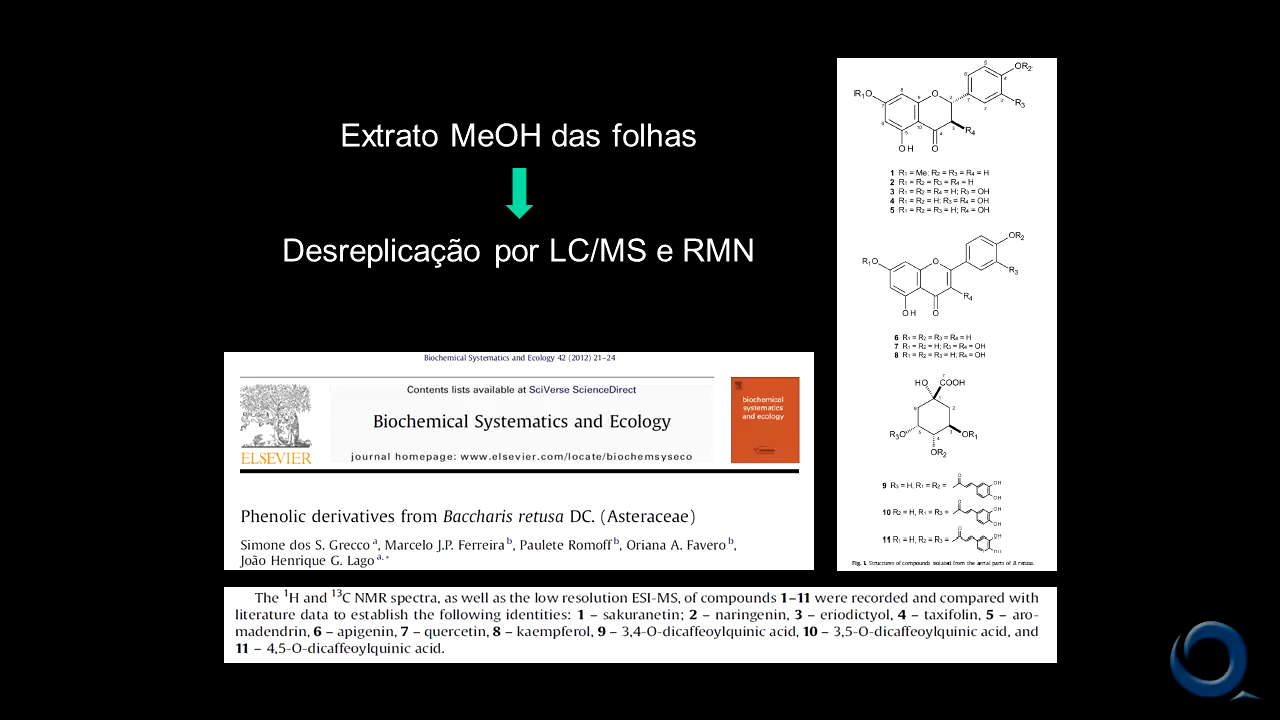 Extrato MeOH das folhas
Desreplicação por LC/MS e RMN
Biochemical Systematics and Ecology 42 (2012) 21–24
Contents lists available at SciVerse ScienceDirect
Biochemical Systematics and Ecology
journal homepage: www.elsevier.com/locate/biochemsyseco
ELSEVIER
biochemical
systematics
and ecology
Phenolic derivatives from Baccharis retusa DC. (Asteraceae)
Simone dos S. Grecco a, Marcelo J.P. Ferreira b, Paulete Romoff b, Oriana A. Favero b,
João Henrique G. Lago a,*
The 1H and 13C NMR spectra, as well as the low resolution ESI-MS, of compounds 1–11 were recorded and compared with
literature data to establish the following identities: 1 – sakuranetin; 2 – naringenin, 3 – eriodictyol, 4 – taxifolin, 5 – aro-
madendrin, 6 – apigenin, 7 – quercetin, 8 – kaempferol, 9 – 3,4-O-dicaffeoylquinic acid, 10 – 3,5-O-dicaffeoylquinic acid, and
11 – 4,5-O-dicaffeoylquinic acid.
OR2
R1O
O
R3
R4
OH
O
1 R1 = Me; R2 = R3 = R4 = H
2 R1 = R2 = R3 = R4 = H
3 R1 = R2 = R4 = H; R3 = OH
4 R1 = R2 = H; R3 = R4 = OH
5 R1 = R2 = R3 = H; R4 = OH
OR2
R1O
O
R3
R4
OH
O
6 R1 = R2 = R3 = R4 = H
7 R1 = R2 = H; R3 = R4 = OH
8 R1 = R2 = R3 = H; R4 = OH
HO
COOH
R3O
OR1
OR2
9 R3 = H, R1 = R2 =
10 R2 = H, R1 = R3 =
11 R1 = H, R2 = R3 =
Fig. 1. Structures of compounds isolated from the aerial parts of B. retusa.